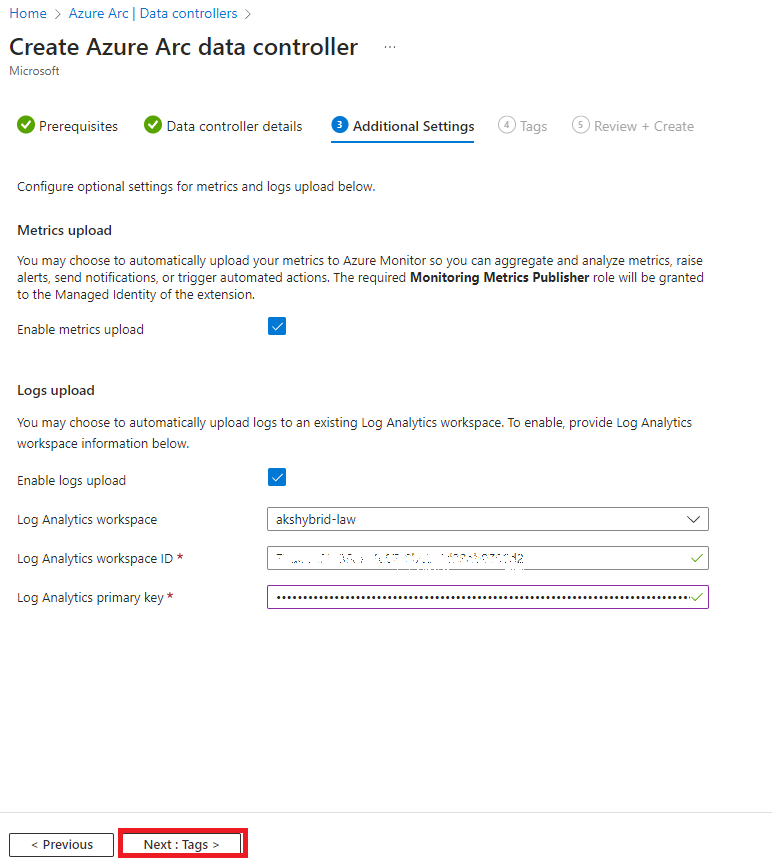 Home > Azure Arc | Data controllers >
Create Azure Arc data controller ...
Microsoft
Prerequisites Data controller details 3 Additional Settings 4 Tags 5 Review + Create
Configure optional settings for metrics and logs upload below.
Metrics upload
You may choose to automatically upload your metrics to Azure Monitor so you can aggregate and analyze metrics, raise
alerts, send notifications, or trigger automated actions. The required Monitoring Metrics Publisher role will be granted
to the Managed Identity of the extension.
Enable metrics upload
Logs upload
You may choose to automatically upload logs to an existing Log Analytics workspace. To enable, provide Log Analytics
workspace information below.
Enable logs upload
Log Analytics workspace akshybrid-law
Log Analytics workspace ID *
Log Analytics primary key *
< Previous Next : Tags >